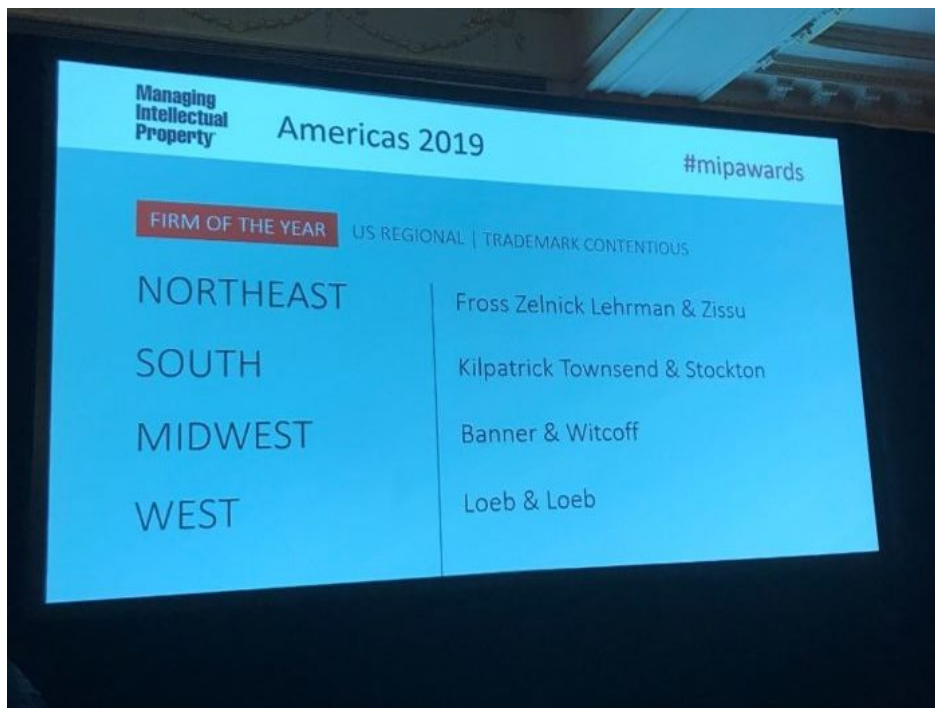 Managing
Intellectual
Property
Americas 2019
#mipawards
FIRM OF THE YEAR US REGIONAL | TRADEMARK CONTENTIOUS
NORTHEAST Fross Zelnick Lehrman & Zissu
SOUTH Kilpatrick Townsend & Stockton
MIDWEST Banner & Witcoff
WEST Loeb & Loeb